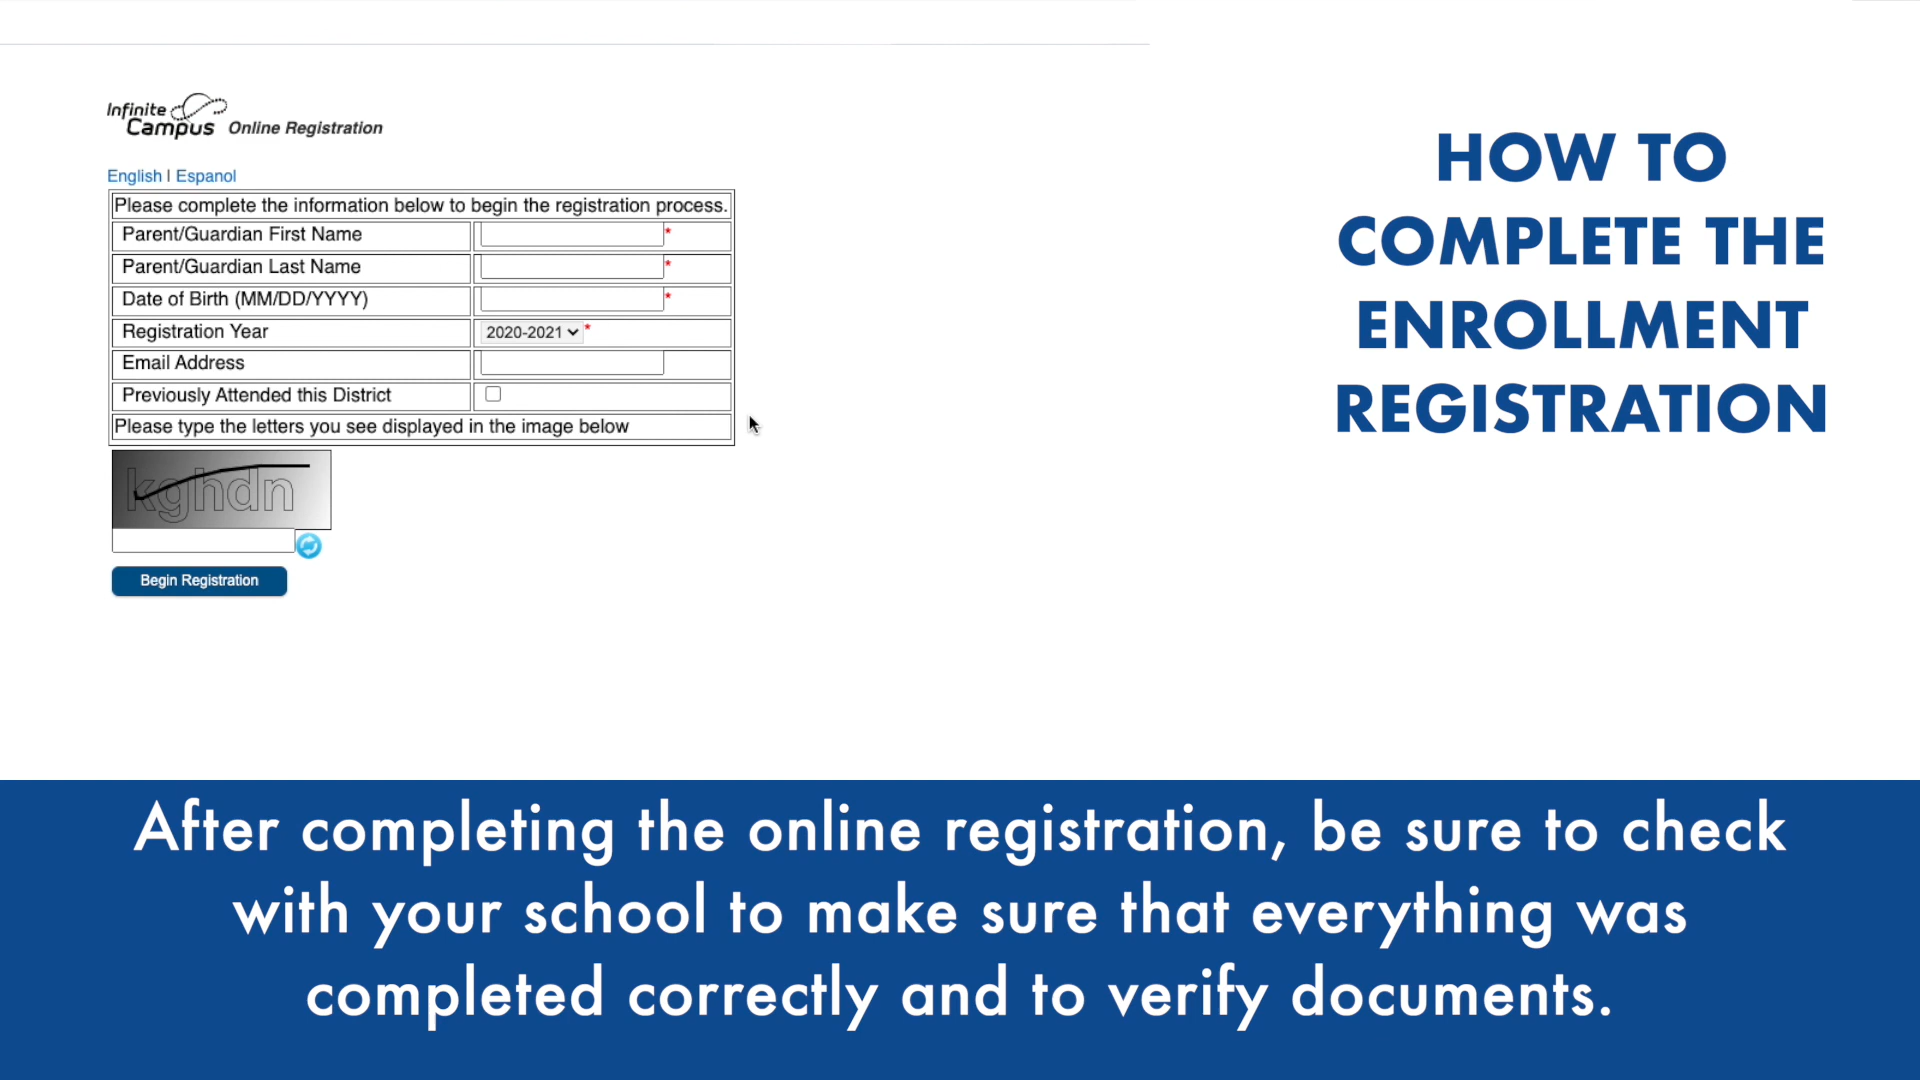 Infinite
Campus Online Registration
English | Espanol
Please complete the information below to begin the registration process.
Parent/Guardian First Name *
Parent/Guardian Last Name *
Date of Birth (MM/DD/YYYY) *
Registration Year 2020-2021 *
Email Address
Previously Attended this District
Please type the letters you see displayed in the image below
kghdn
Begin Registration
HOW TO
COMPLETE THE
ENROLLMENT
REGISTRATION
After completing the online registration, be sure to check
with your school to make sure that everything was
completed correctly and to verify documents.